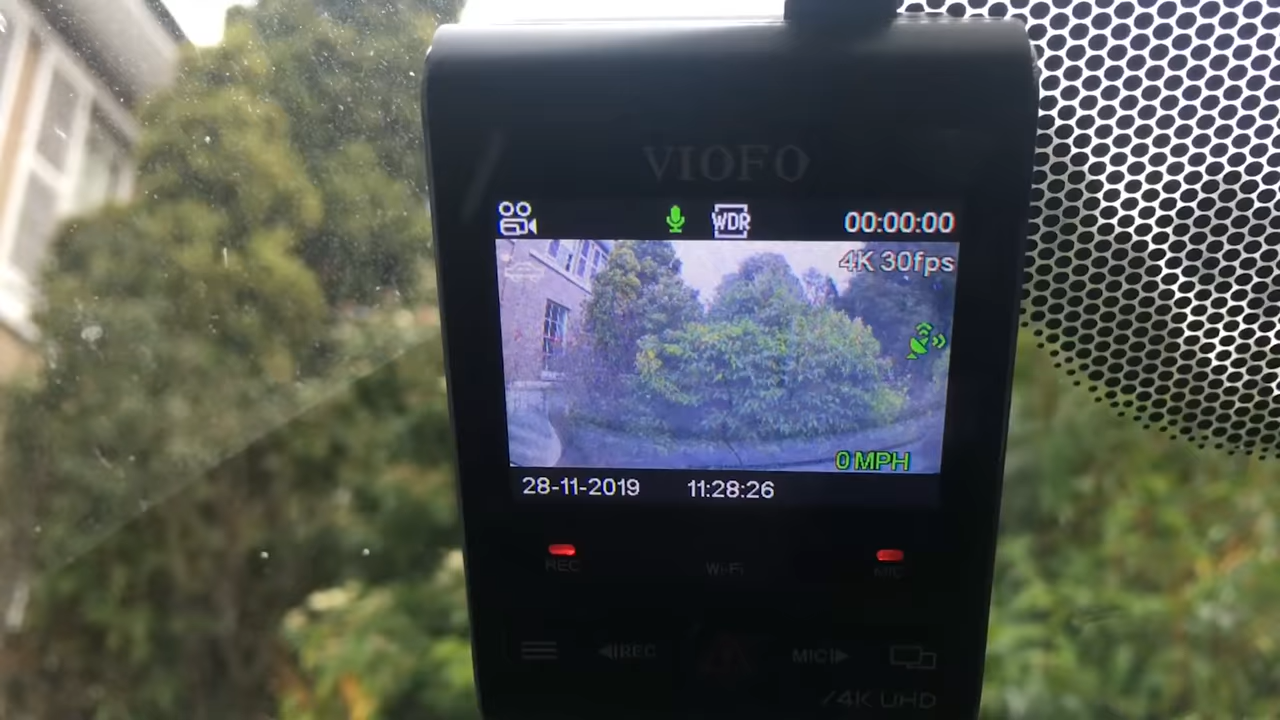 VIOFO
WDR 00:00:00
4K 30fps
0 MPH
28-11-2019 11:28:26
REC Wi-Fi MIC
REC MIC
4K UHD